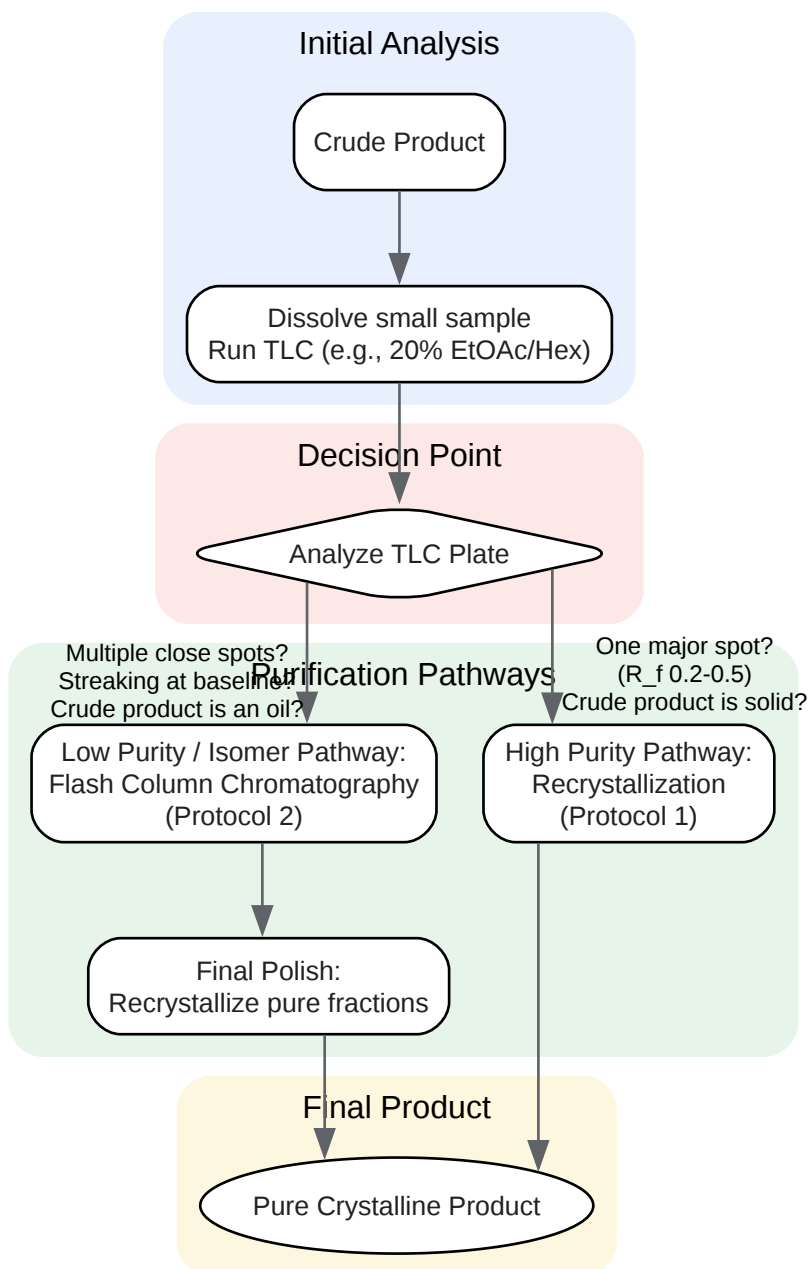 Initial Analysis
Crude Product
Dissolve small sample
Run TLC (e.g., 20% EtOAc/Hex)
Decision Point
Analyze TLC Plate
Purification Pathways
Multiple close spots?
Streaking at baseline?
Crude product is an oil?
One major spot?
(R_f 0.2-0.5)
Crude product is solid?
Low Purity / Isomer Pathway:
Flash Column Chromatography
(Protocol 2)
High Purity Pathway:
Recrystallization
(Protocol 1)
Final Polish:
Recrystallize pure fractions
Final Product
Pure Crystalline Product